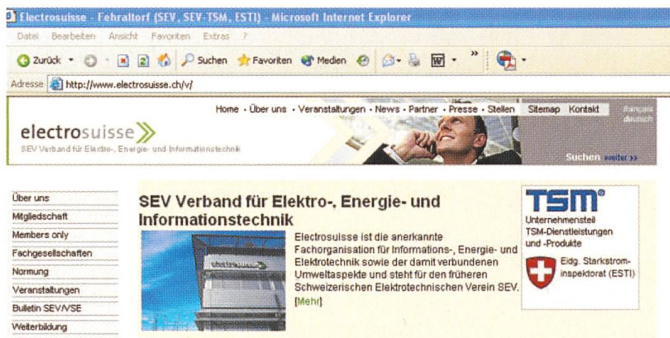 Electrosuisse - Fehraltorf (SEV, SEV-TSM, ESTI) - Microsoft Internet Explorer
Datei Bearbeiten Ansicht Favoriten Extras ?
Zurück Suchen Favoriten Medien W »
Adresse http://www.electrosuisse.ch/v/
Home • Über uns • Veranstaltungen • News • Partner • Presse • Stellen Sitemap Kontakt français
deutsch
electrosuisse
SEV Verband für Elektro-, Energie- und Informationstechnik
Suchen weiter >>
Über uns
Mitgliedschaft
Members only
Fachgesellschaften
Normung
Veranstaltungen
Bulletin SEV/VSE
Weiterbildung
SEV Verband für Elektro-, Energie- und
Informationstechnik
electrosuisse
Electrosuisse ist die anerkannte
Fachorganisation für Informations-, Energie- und
Elektrotechnik sowie der damit verbundenen
Umweltaspekte und steht für den früheren
Schweizerischen Elektrotechnischen Verein SEV.
[Mehr]
TSM®
Unternehmensteil
TSM-Dienstleistungen
und -Produkte
Eidg. Starkstrom-
inspektorat (ESTI)